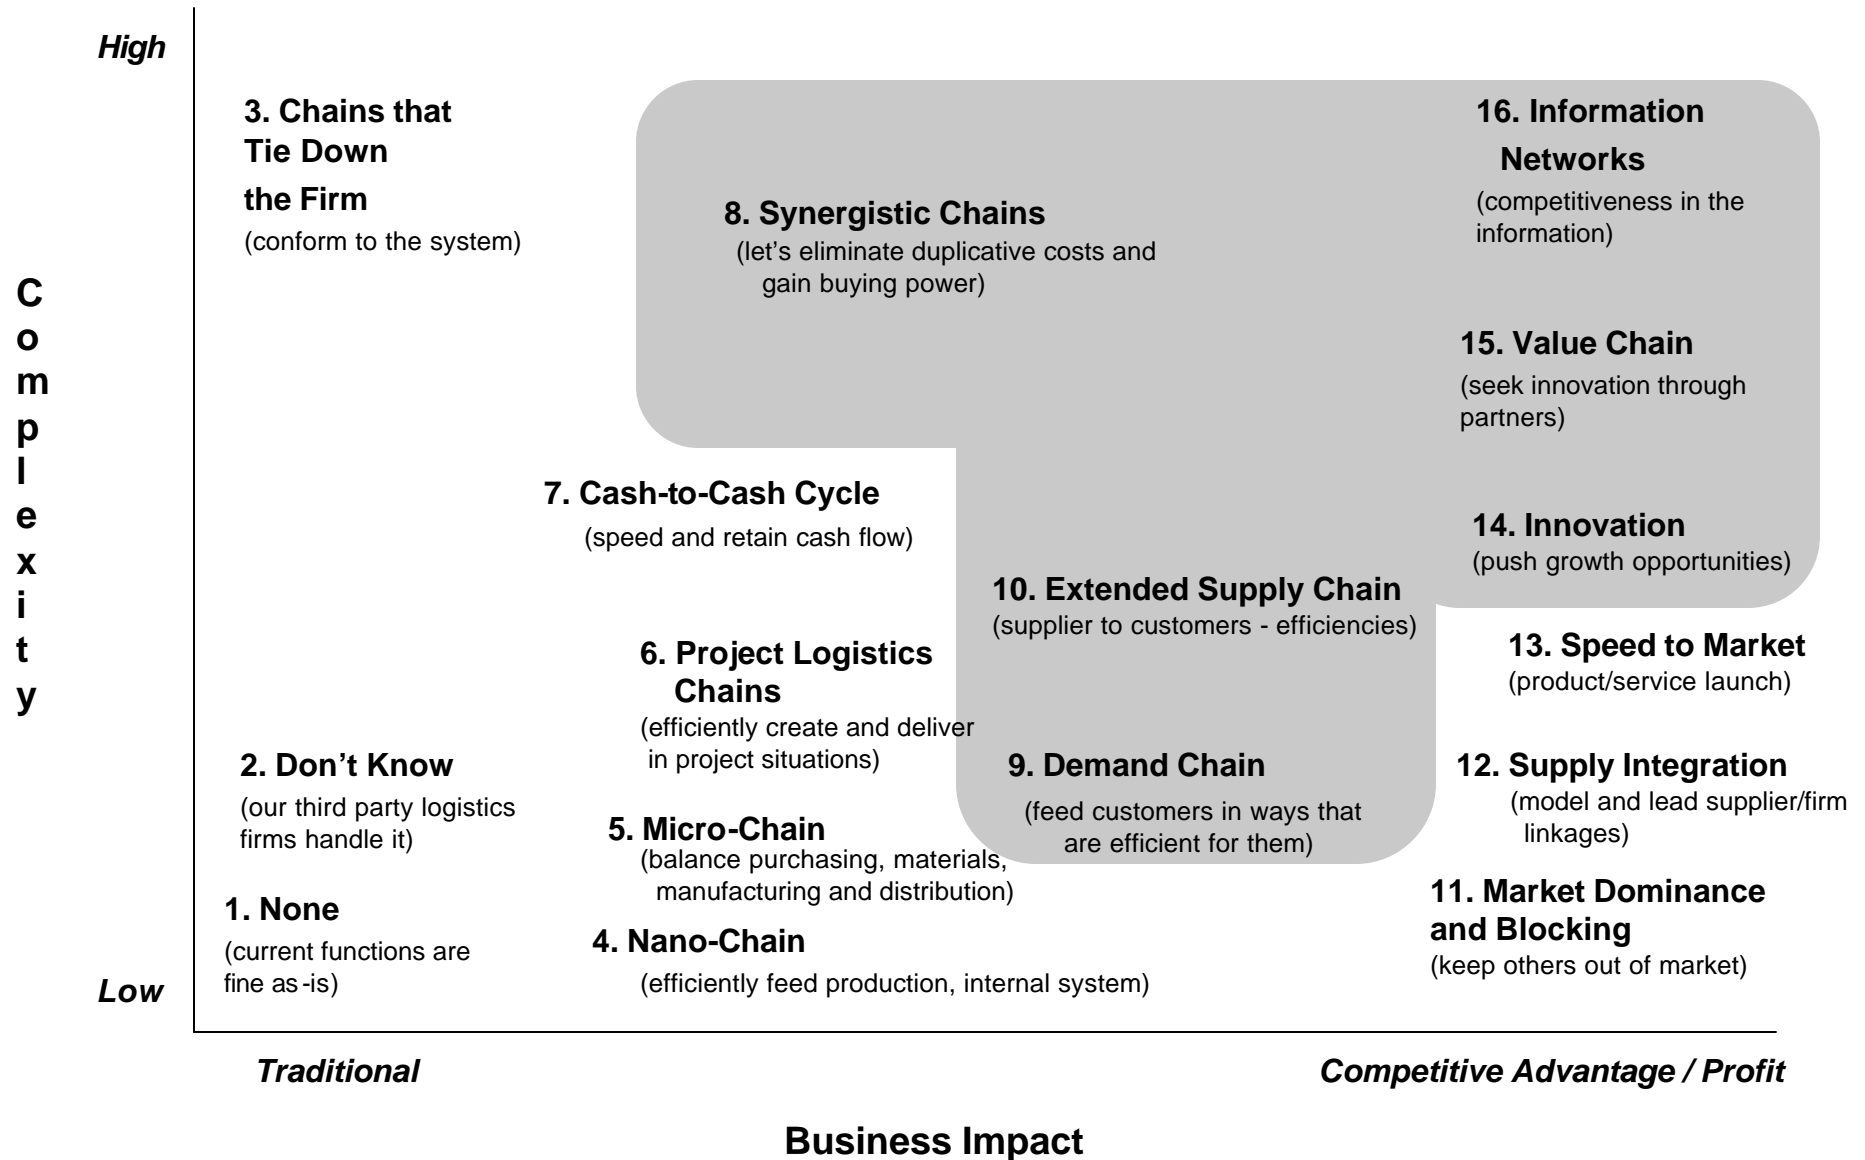 High
3. Chains that
Tie Down
the Firm
(conform to the system)
8. Synergistic Chains
(let's eliminate duplicative costs and
gain buying power)
16. Information
Networks
(competitiveness in the
information)
15. Value Chain
(seek innovation through
partners)
Complexity
7. Cash-to-Cash Cycle
(speed and retain cash flow)
14. Innovation
(push growth opportunities)
10. Extended Supply Chain
(supplier to customers - efficiencies)
6. Project Logistics
Chains
(efficiently create and deliver
in project situations)
13. Speed to Market
(product/service launch)
2. Don’t Know
(our third party logistics
firms handle it)
9. Demand Chain
(feed customers in ways that
are efficient for them)
12. Supply Integration
(model and lead supplier/firm
linkages)
5. Micro-Chain
(balance purchasing, materials,
manufacturing and distribution)
1. None
(current functions are
fine as-is)
4. Nano-Chain
(efficiently feed production, internal system)
11. Market Dominance
and Blocking
(keep others out of market)
Low
Traditional
Competitive Advantage / Profit
Business Impact